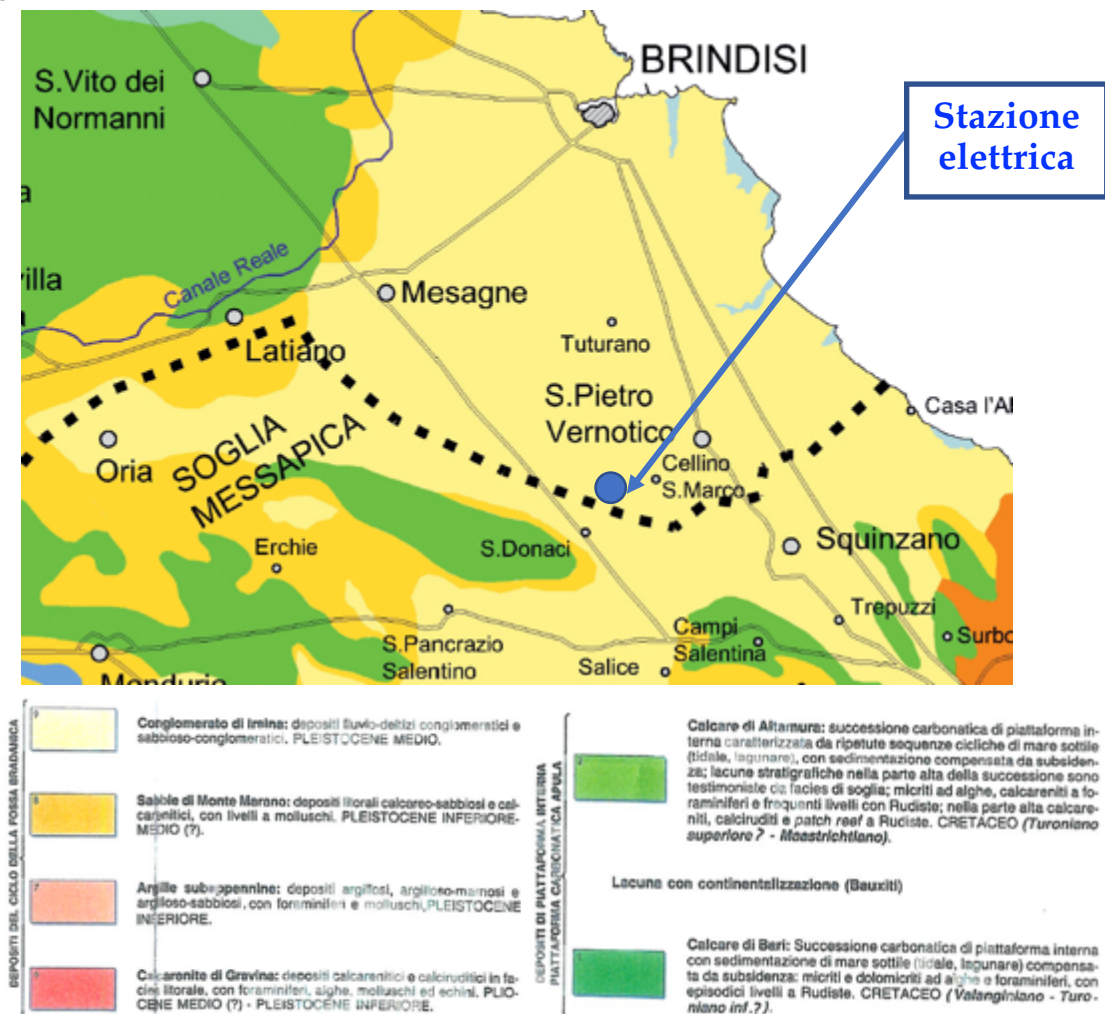 BRINDISI
S.Vito dei
Normanni
Stazione
elettrica
villa
Canale Reale
Mesagne
Latiano
Tuturano
S.Pietro
Vernotico
Casa l'Al
Oria
SOGLIA
MESSAPICA
Cellino
S.Marco
Erchie
S.Donaci
Squinzano
Trepuzzi
S.Pancrazio
Salentino
Campi
Salentina
Salice
Surbo
DEPOSITI DEL CICLO DELLA FOSSA BRADANICA
9
Conglomerato di Irsina: depositi fluvio-deltizi conglomeratici e
sabbioso-conglomeratici. PLEISTOCENE MEDIO.
8
Sabbie di Monte Marano: depositi litorali calcareo-sabbiosi e cal-
carenitici, con livelli a molluschi. PLEISTOCENE INFERIORE-
MEDIO (?).
7
Argille subappennine: depositi argillosi, argilloso-marnosi e
argilloso-sabbiosi, con foraminiferi e molluschi,PLEISTOCENE
INFERIORE.
Calcarenite di Gravina: depositi calcarenitici e calciruditici in fa-
cies litorale, con foraminiferi, alghe, molluschi ed echini. PLIO-
CENE MEDIO (?) - PLEISTOCENE INFERIORE.
DEPOSITI DI PIATTAFORMA INTERNA
PIATTAFORMA CARBONATICA APULA
2
Calcare di Altamura: successione carbonatica di piattaforma in-
terna caratterizzata da ripetute sequenze cicliche di mare sottile
(tidale, lagunare), con sedimentazione compensata da subsiden-
za; lacune stratigrafiche nella parte alta della successione sono
testimoniate da facies di soglia; micriti ad alghe, calcareniti a fo-
raminiferi e frequenti livelli con Rudiste; nella parte alta calcare-
niti, calciruditi e patch reef a Rudiste. CRETACEO (Turoniano
superiore ? - Maastrichtiano).
Lacuna con continentalizzazione (Bauxiti)
1
Calcare di Bari: Successione carbonatica di piattaforma interna
con sedimentazione di mare sottile (tidale, lagunare) compensa-
ta da subsidenza: micriti e dolomicriti ad alghe e foraminiferi, con
episodici livelli a Rudiste. CRETACEO (Valanginiano - Turo-
niano inf.?).